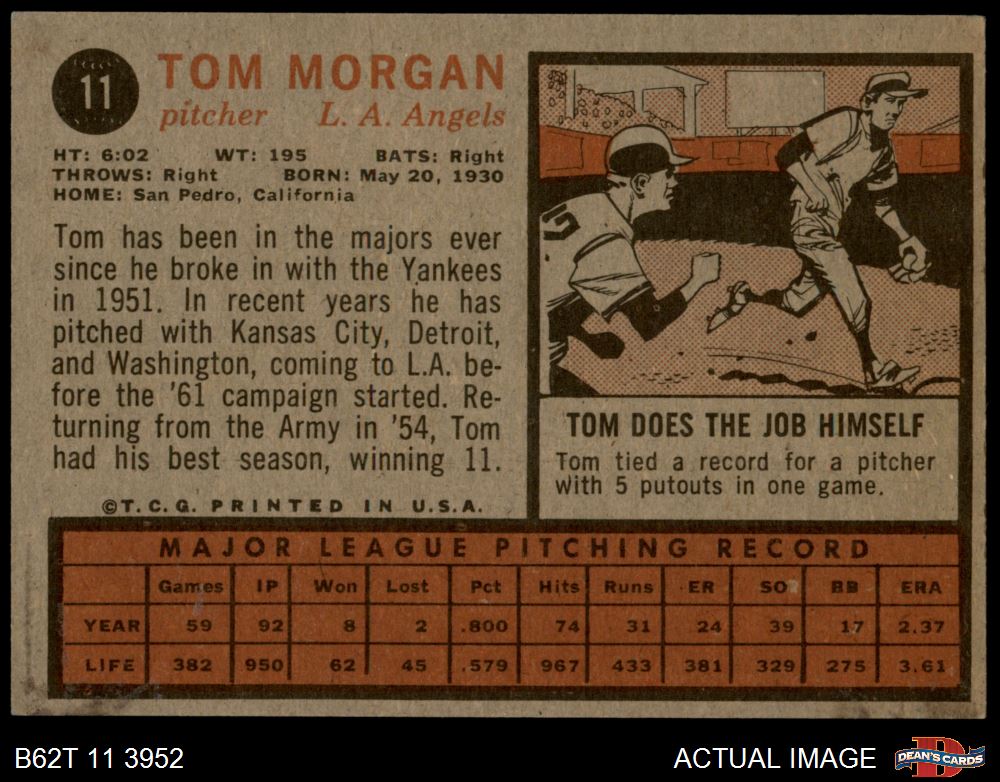 11
TOM MORGAN
pitcher L. A. Angels
HT: 6:02 WT: 195 BATS: Right
THROWS: Right BORN: May 20, 1930
HOME: San Pedro, California
Tom has been in the majors ever
since he broke in with the Yankees
in 1951. In recent years he has
pitched with Kansas City, Detroit,
and Washington, coming to L.A. be-
fore the '61 campaign started. Re-
turning from the Army in '54, Tom
had his best season, winning 11.
©T.C.G. PRINTED IN U.S.A.
5
TOM DOES THE JOB HIMSELF
Tom tied a record for a pitcher
with 5 putouts in one game.
MAJOR LEAGUE PITCHING RECORD
Games IP Won Lost Pct Hits Runs ER SO BB ERA
YEAR 59 92 8 2 .800 74 31 24 39 17 2.37
LIFE 382 950 62 45 .579 967 433 381 329 275 3.61
B62T 11 3952
ACTUAL IMAGE
D
DEAN'S CARDS